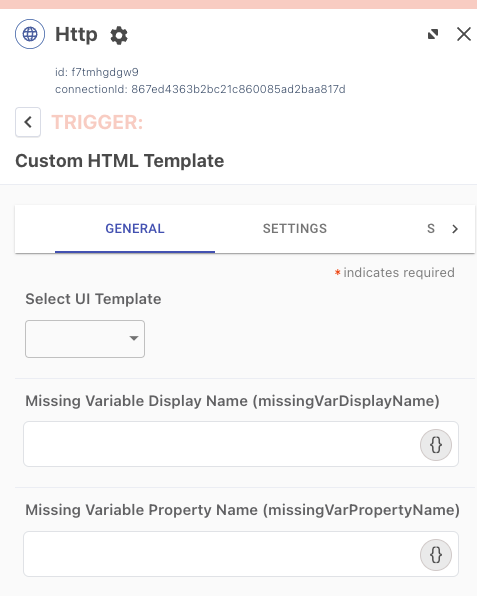 Http
id: f7tmhgdgw9
connectionId: 867ed4363b2bc21c860085ad2baa817d
TRIGGER:
Custom HTML Template
GENERAL SETTINGS S
* indicates required
Select UI Template
Missing Variable Display Name (missingVarDisplayName)
{}
Missing Variable Property Name (missingVarPropertyName)
{}